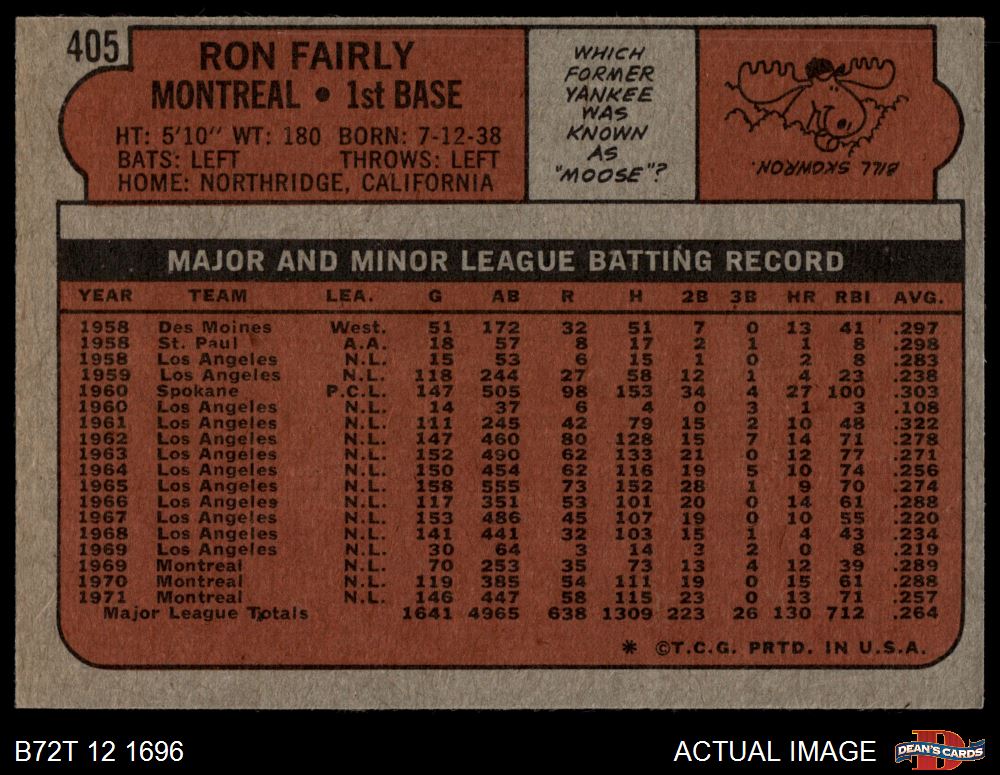 405
RON FAIRLY
MONTREAL • 1st BASE
HT: 5'10" WT: 180 BORN: 7-12-38
BATS: LEFT THROWS: LEFT
HOME: NORTHRIDGE, CALIFORNIA
WHICH
FORMER
YANKEE
WAS
KNOWN
AS
"MOOSE"?
BILL SKOWRON.
MAJOR AND MINOR LEAGUE BATTING RECORD
YEAR TEAM LEA. G AB R H 2B 3B HR RBI AVG.
1958 Des Moines West. 51 172 32 51 7 0 13 41 .297
1958 St. Paul A.A. 18 57 8 17 2 1 1 8 .298
1958 Los Angeles N.L. 15 53 6 15 1 0 2 8 .283
1959 Los Angeles N.L. 118 244 27 58 12 1 4 23 .238
1960 Spokane P.C.L. 147 505 98 153 34 4 27 100 .303
1960 Los Angeles N.L. 14 37 6 4 0 3 1 3 .108
1961 Los Angeles N.L. 111 245 42 79 15 2 10 48 .322
1962 Los Angeles N.L. 147 460 80 128 15 7 14 71 .278
1963 Los Angeles N.L. 152 490 62 133 21 0 12 77 .271
1964 Los Angeles N.L. 150 454 62 116 19 5 10 74 .256
1965 Los Angeles N.L. 158 555 73 152 28 1 9 70 .274
1966 Los Angeles N.L. 117 351 53 101 20 0 14 61 .288
1967 Los Angeles N.L. 153 486 45 107 19 0 10 55 .220
1968 Los Angeles N.L. 141 441 32 103 15 1 4 43 .234
1969 Los Angeles N.L. 30 64 3 14 3 2 0 8 .219
1969 Montreal N.L. 70 253 35 73 13 4 12 39 .289
1970 Montreal N.L. 119 385 54 111 19 0 15 61 .288
1971 Montreal N.L. 146 447 58 115 23 0 13 71 .257
Major League Totals 1641 4965 638 1309 223 26 130 712 .264
* ©T.C.G. PRTD. IN U.S.A.
B72T 12 1696
ACTUAL IMAGE
DEAN'S CARDS